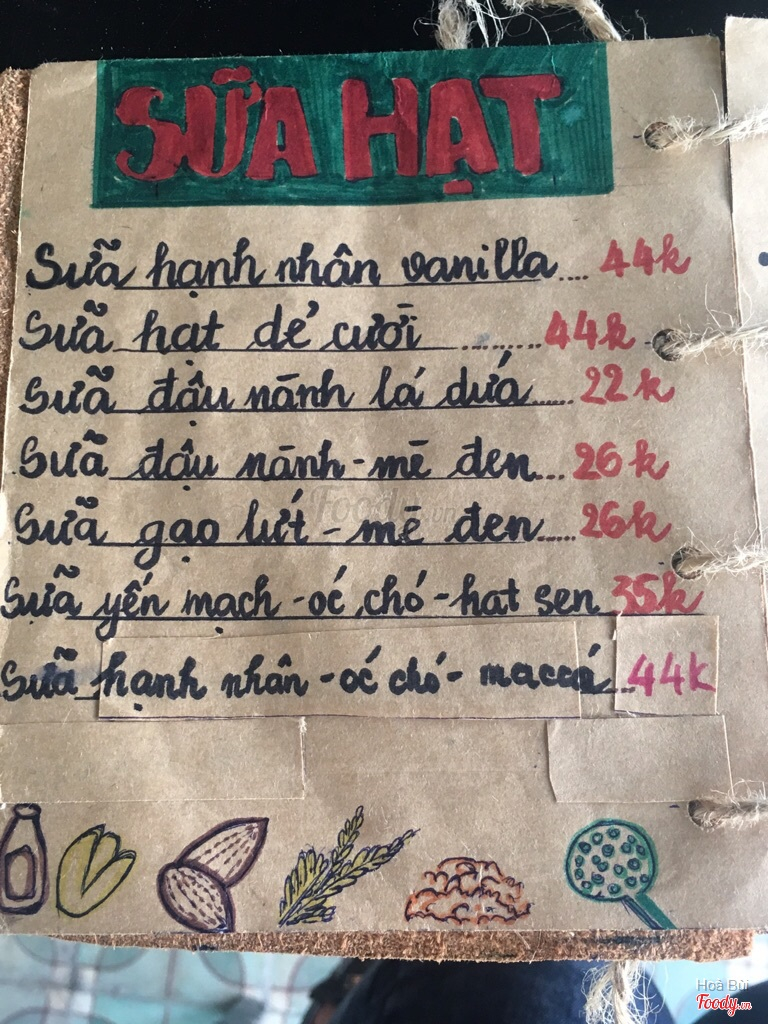 SỮA HẠT
Sữa hạnh nhân vanilla.... 44k
Sữa hạt dẻ cười ......... 44k
Sữa đậu nành lá dứa..... 22k
Sữa đậu nành - mè đen... 26k
Sữa gạo lứt - mè đen..... 26k
Sữa yến mạch - óc chó - hạt sen 35k
Sữa hạnh nhân - óc chó - maccá.. 44k
Foody.vn
Hoà Bùi
Foody.vn